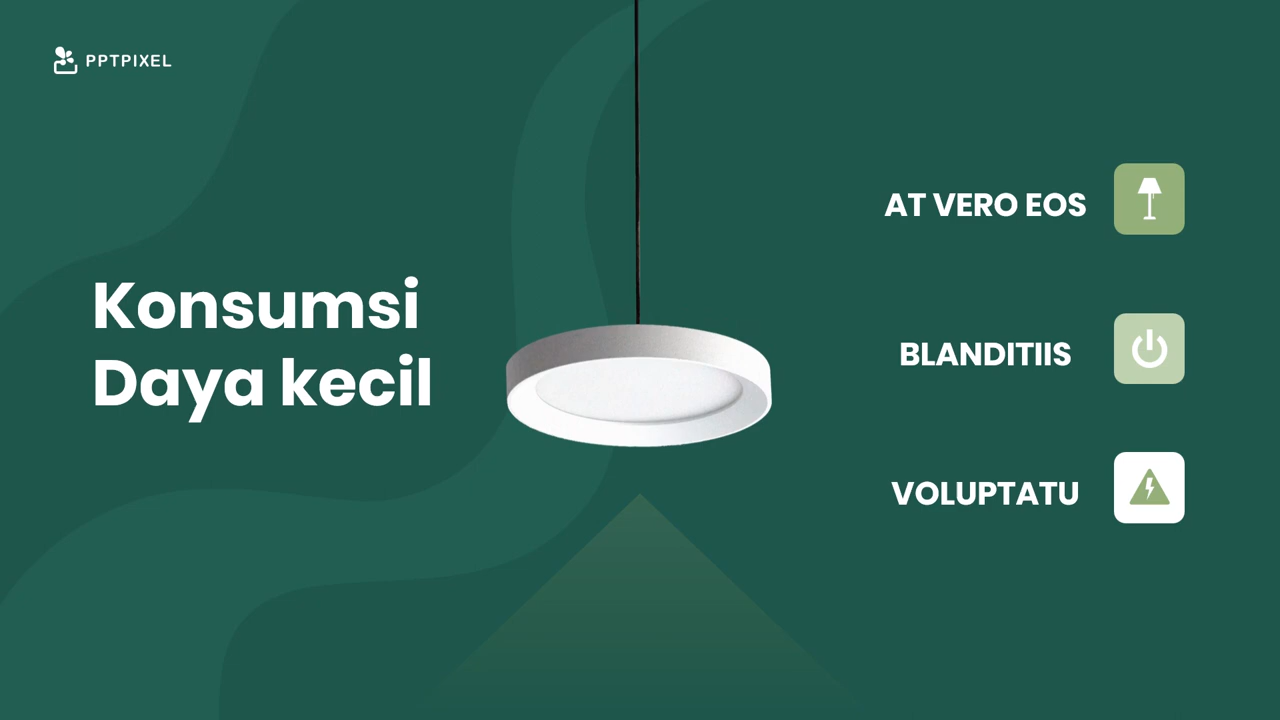 PPTPIXEL
Konsumsi
Daya kecil
AT VERO EOS
BLANDITIIS
VOLUPTATU